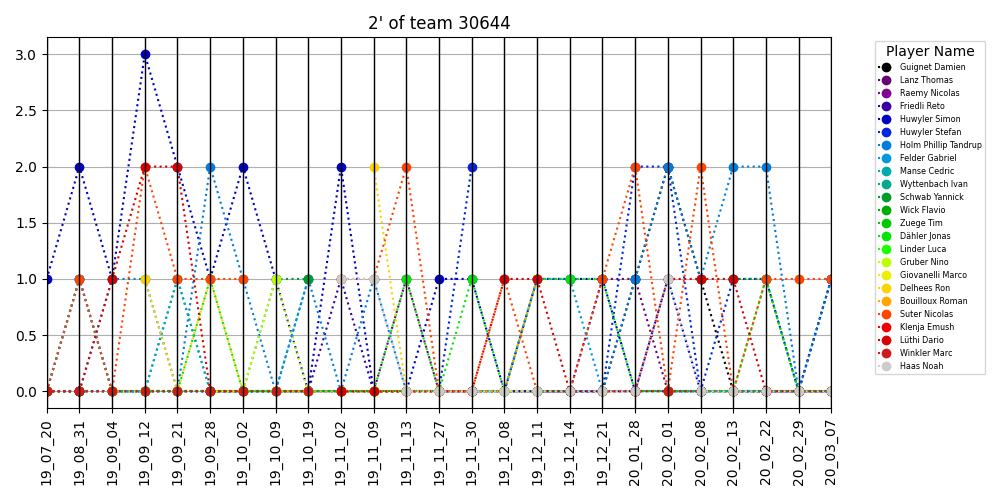 2' of team 30644
3.0
2.5
2.0
1.5
1.0
0.5
0.0
19_07_20
19_08_31
19_09_04
19_09_12
19_09_21
19_09_28
19_10_02
19_10_09
19_10_19
19_11_02
19_11_09
19_11_13
19_11_27
19_11_30
19_12_08
19_12_11
19_12_14
19_12_21
20_01_28
20_02_01
20_02_08
20_02_13
20_02_22
20_02_29
20_03_07
Player Name
Guignet Damien
Lanz Thomas
Raemy Nicolas
Friedli Reto
Huwyler Simon
Huwyler Stefan
Holm Phillip Tandrup
Felder Gabriel
Manse Cedric
Wyttenbach Ivan
Schwab Yannick
Wick Flavio
Zuege Tim
Dähler Jonas
Linder Luca
Gruber Nino
Giovanelli Marco
Delhees Ron
Bouilloux Roman
Suter Nicolas
Klenja Emush
Lüthi Dario
Winkler Marc
Haas Noah